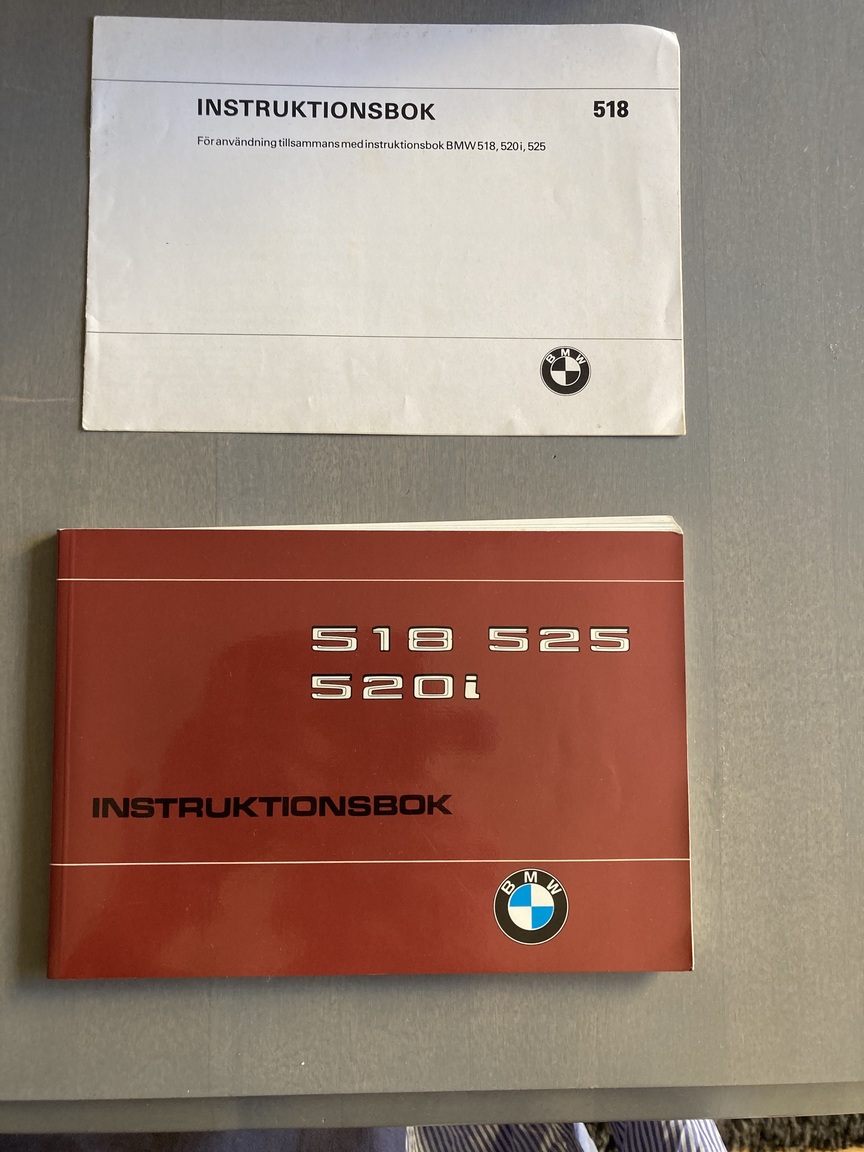 INSTRUKTIONSBOK 518
För användning tillsammans med instruktionsbok BMW 518, 520i, 525
BMW
518 525
520i
INSTRUKTIONSBOK
BMW